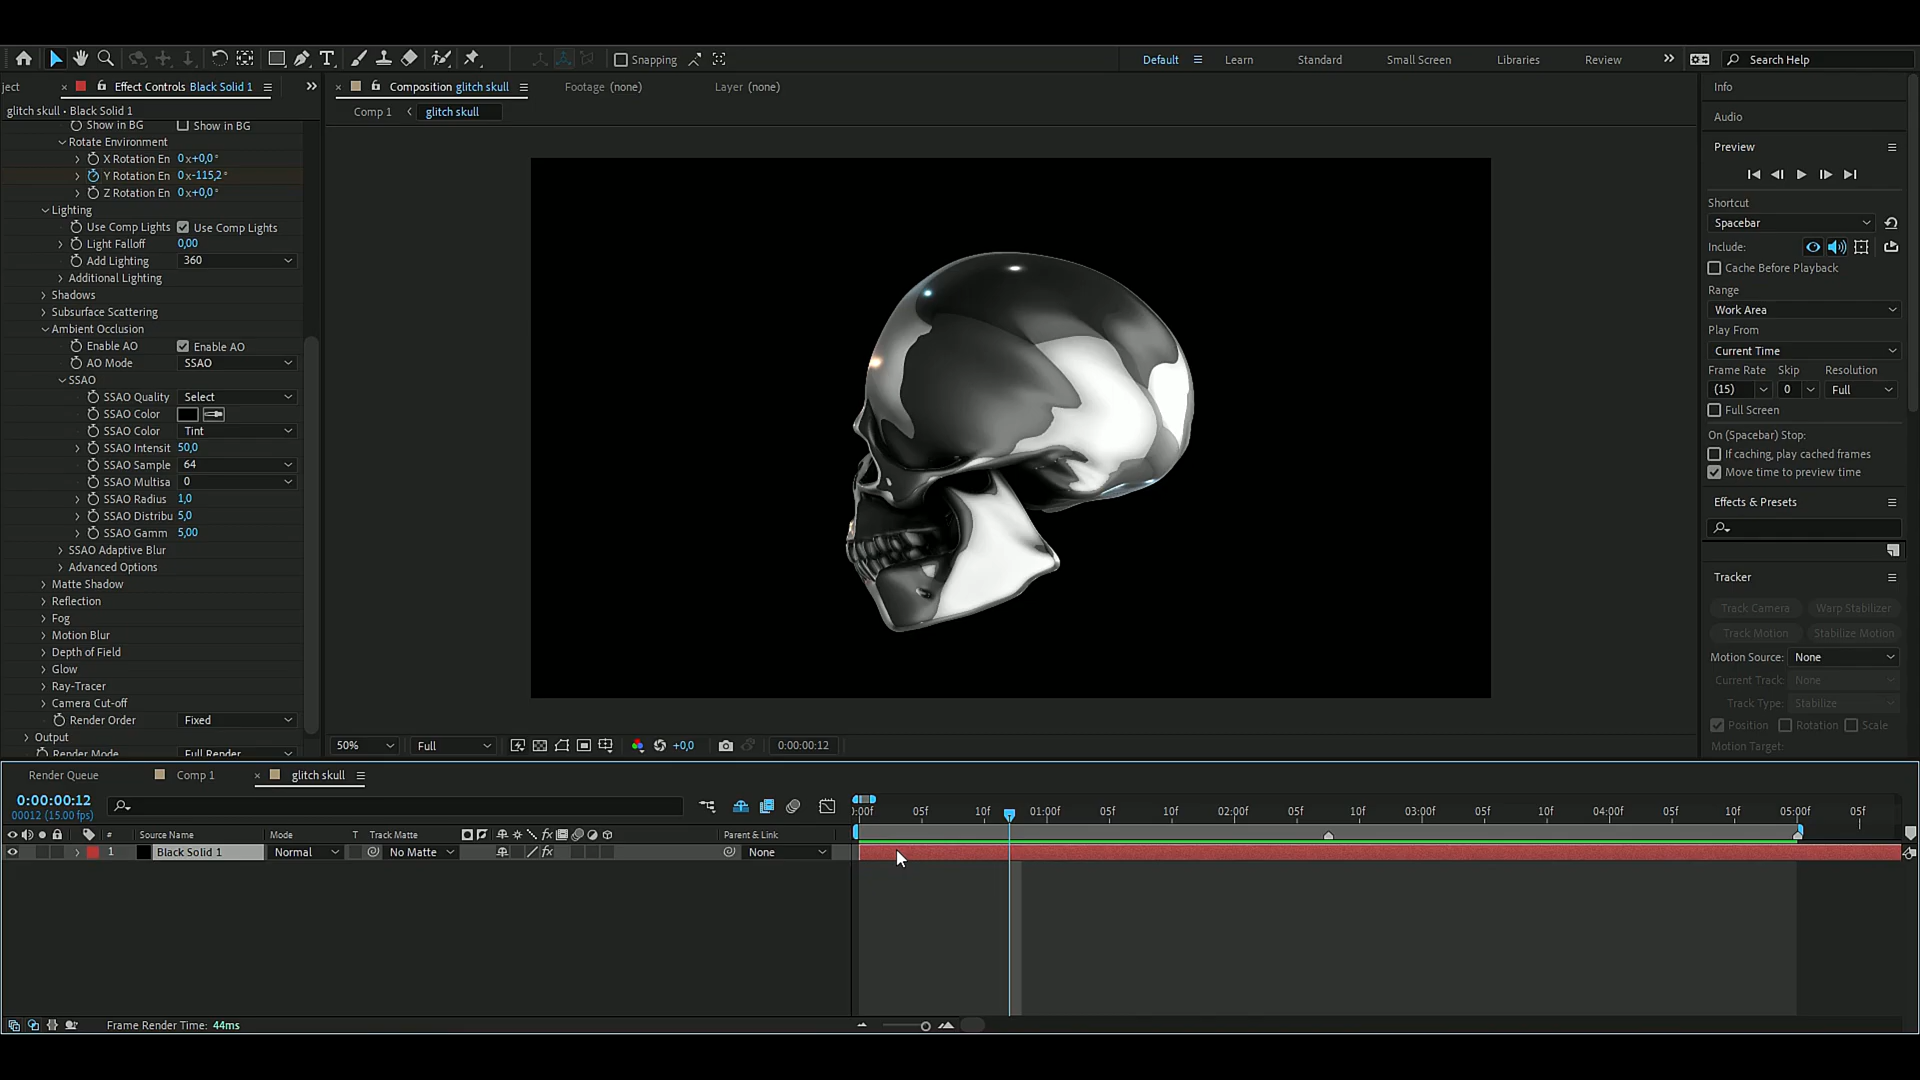 Snapping
Default
Learn
Standard
Small Screen
Libraries
Review
Search Help
ject
Effect Controls Black Solid 1
Composition glitch skull
Footage (none)
Layer (none)
Info
glitch skull • Black Solid 1
Comp 1
glitch skull
Audio
Show in BG
Show in BG
Rotate Environment
X Rotation En 0 x+0,0°
Y Rotation En 0 x-115,2°
Z Rotation En 0 x+0,0°
Lighting
Use Comp Lights
Use Comp Lights
Light Falloff 0,00
Add Lighting 360
Additional Lighting
Shadows
Subsurface Scattering
Ambient Occlusion
Enable AO
Enable AO
AO Mode SSAO
SSAO
SSAO Quality Select
SSAO Color
SSAO Color Tint
SSAO Intensit 50,0
SSAO Sample 64
SSAO Multisa 0
SSAO Radius 1,0
SSAO Distribu 5,0
SSAO Gamm 5,00
SSAO Adaptive Blur
Advanced Options
Matte Shadow
Reflection
Fog
Motion Blur
Depth of Field
Glow
Ray-Tracer
Camera Cut-off
Render Order Fixed
Output
Render Mode Full Render
Preview
Shortcut
Spacebar
Include:
Cache Before Playback
Range
Work Area
Play From
Current Time
Frame Rate Skip Resolution
(15) 0 Full
Full Screen
On (Spacebar) Stop:
If caching, play cached frames
Move time to preview time
Effects & Presets
Tracker
Track Camera Warp Stabilizer
Track Motion Stabilize Motion
Motion Source: None
Current Track: None
Track Type: Stabilize
Position Rotation Scale
Motion Target:
50% Full +0,0 0:00:00:12
Render Queue
Comp 1
glitch skull
0:00:00:12
00012 (15.00 fps)
:00f 05f 10f 01:00f 05f 10f 02:00f 05f 10f 03:00f 05f 10f 04:00f 05f 10f 05:00f 05f
# Source Name Mode T Track Matte fx Parent & Link
1 Black Solid 1 Normal No Matte fx None
Frame Render Time: 44ms